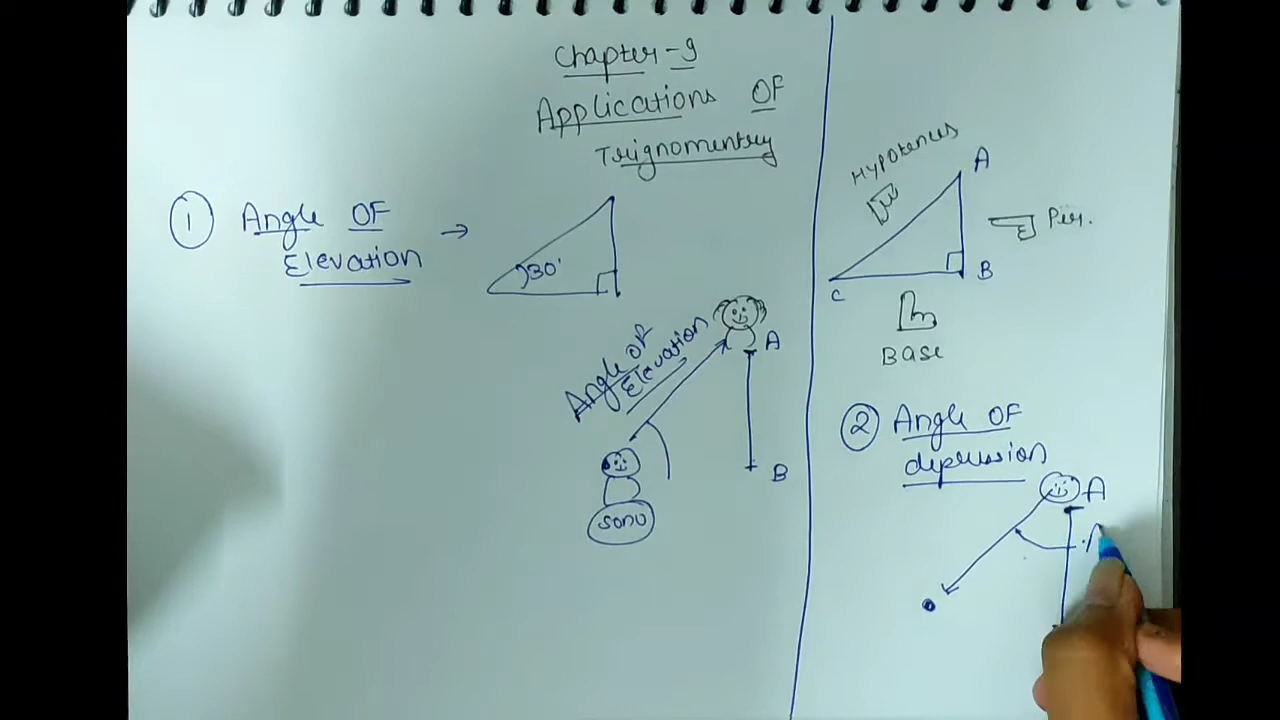 Chapter-9
Applications OF
Trignomentry
① Angle OF
Elevation →
30°
Angle OF
Elevation
A
B
Sonu
Hypotenus
A
Per.
B
C
Base
② Angle OF
depression
A